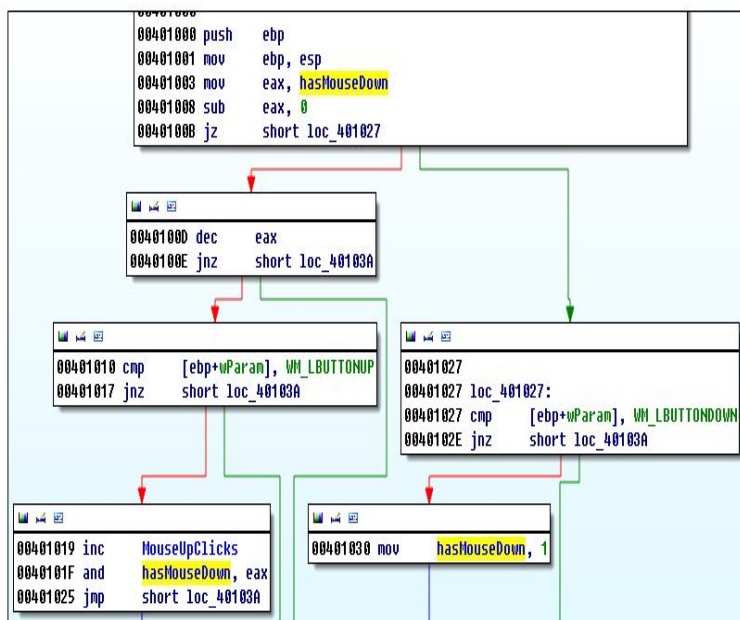 00401000
00401000 push ebp
00401001 mov ebp, esp
00401003 mov eax, hasMouseDown
00401008 sub eax, 0
0040100B jz short loc_401027
0040100D dec eax
0040100E jnz short loc_40103A
00401010 cmp [ebp+wParam], WM_LBUTTONUP
00401017 jnz short loc_40103A
00401027
00401027 loc_401027:
00401027 cmp [ebp+wParam], WM_LBUTTONDOWN
0040102E jnz short loc_40103A
00401019 inc MouseUpClicks
0040101F and hasMouseDown, eax
00401025 jmp short loc_40103A
00401030 mov hasMouseDown, 1